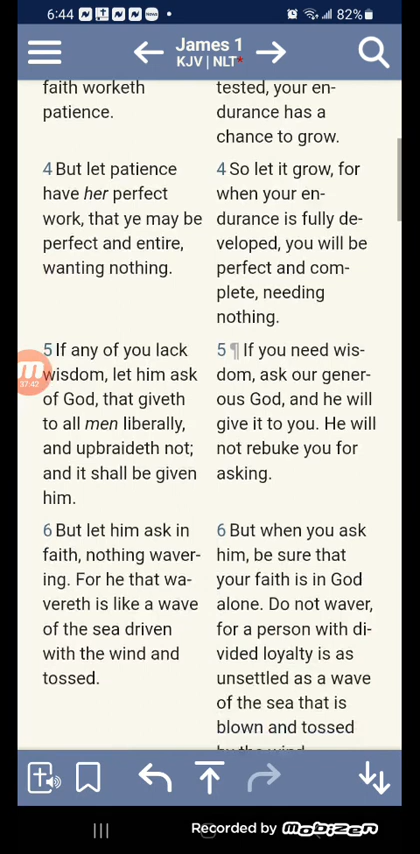 6:44
82%
James 1
KJV | NLT*
faith worketh
patience.
4 But let patience
have her perfect
work, that ye may be
perfect and entire,
wanting nothing.
5 If any of you lack
wisdom, let him ask
of God, that giveth
to all men liberally,
and upbraideth not;
and it shall be given
him.
6 But let him ask in
faith, nothing waver-
ing. For he that wa-
vereth is like a wave
of the sea driven
with the wind and
tossed.
tested, your en-
durance has a
chance to grow.
4 So let it grow, for
when your en-
durance is fully de-
veloped, you will be
perfect and com-
plete, needing
nothing.
5 ¶ If you need wis-
dom, ask our gener-
ous God, and he will
give it to you. He will
not rebuke you for
asking.
6 But when you ask
him, be sure that
your faith is in God
alone. Do not waver,
for a person with di-
vided loyalty is as
unsettled as a wave
of the sea that is
blown and tossed
by the wind.
37:42
Recorded by Mobizen